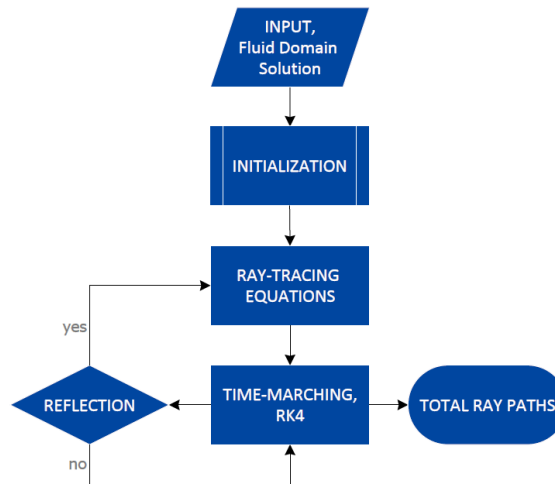 INPUT,
Fluid Domain
Solution
INITIALIZATION
RAY-TRACING
EQUATIONS
yes
REFLECTION
TIME-MARCHING,
RK4
TOTAL RAY PATHS
no